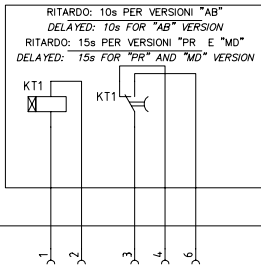 RITARDO: 10s PER VERSIONI "AB"
DELAYED: 10s FOR "AB" VERSION
RITARDO: 15s PER VERSIONI "PR E "MD"
DELAYED: 15s FOR "PR" AND "MD" VERSION
KT1
KT1
1 2 3 4 6